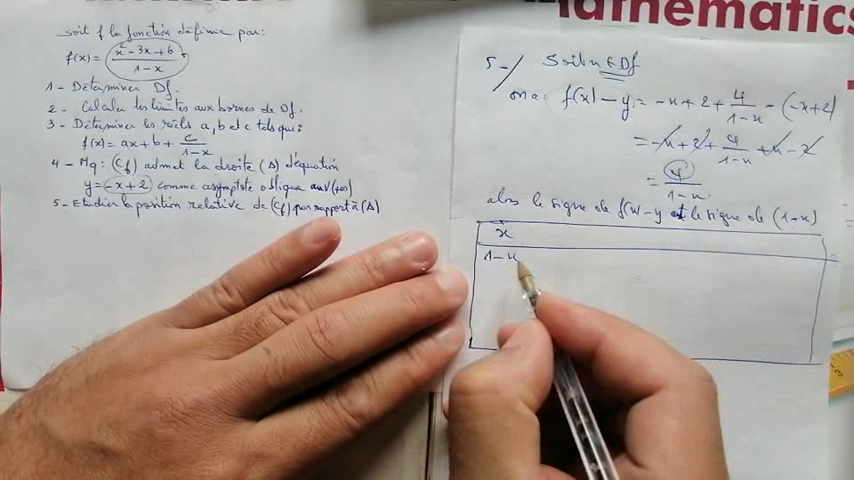 mathematics
soit f la fonction définie par:
f(x) = x² - 3x + 6 / 1 - x
1 - Déterminer Df.
2 - Calculer les limites aux bornes de Df.
3 - Déterminer les réels a, b et c tels que:
f(x) = ax + b + c / 1 - x
4 - Mq: (Cf) admet la droite (Δ) d'équation
y = -x + 2 comme asymptote oblique au v(+∞)
5 - Etudier la position relative de (Cf) par rapport à (Δ)
5 - / Soit x ∈ Df
on a: f(x) - y = -x + 2 + 4 / 1 - x - (-x + 2)
= -x + 2 + 4 / 1 - x + x - 2
= 4 / 1 - x
alors le signe de f(x) - y est le signe de (1 - x)
x
1 - x